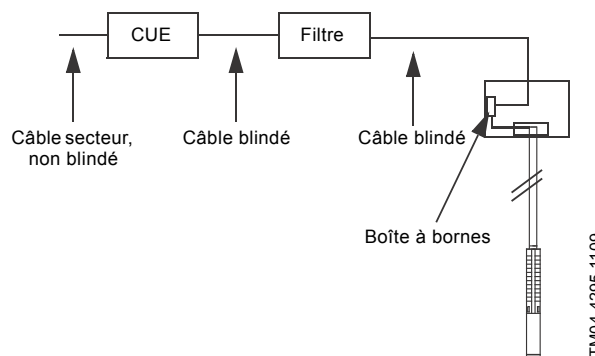 CUE
Filtre
Câble secteur,
non blindé
Câble blindé
Câble blindé
Boîte à bornes
TM04 4295 1109